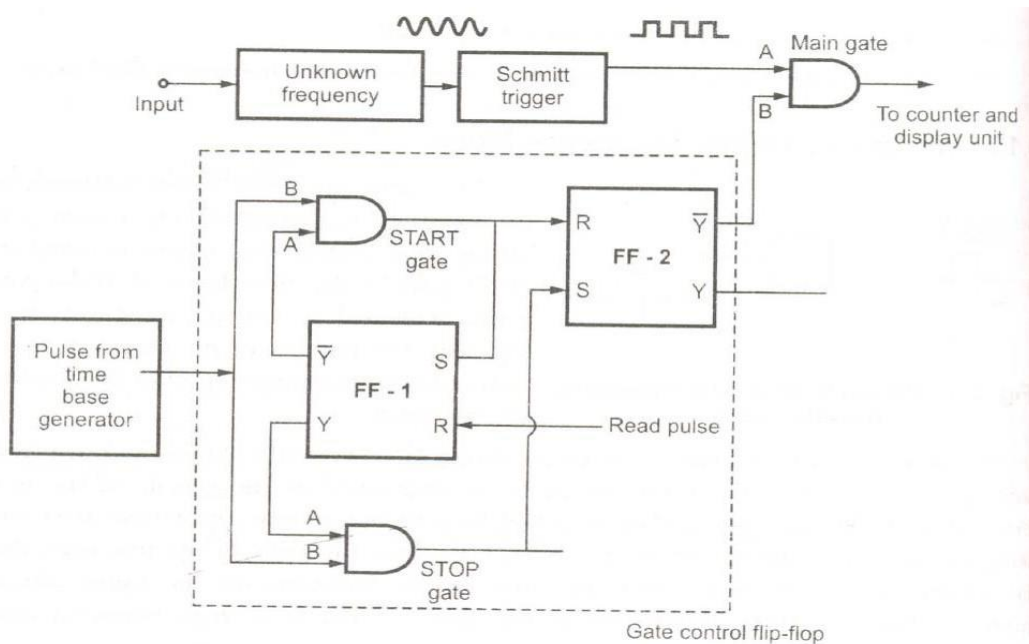 A
Main gate
Input
Unknown
frequency
Schmitt
trigger
B
To counter and
display unit
B
A
START
gate
R
Y̅
FF - 2
S
Y
Pulse from
time
base
generator
Y̅
S
FF - 1
Y
R
Read pulse
A
B
STOP
gate
Gate control flip-flop